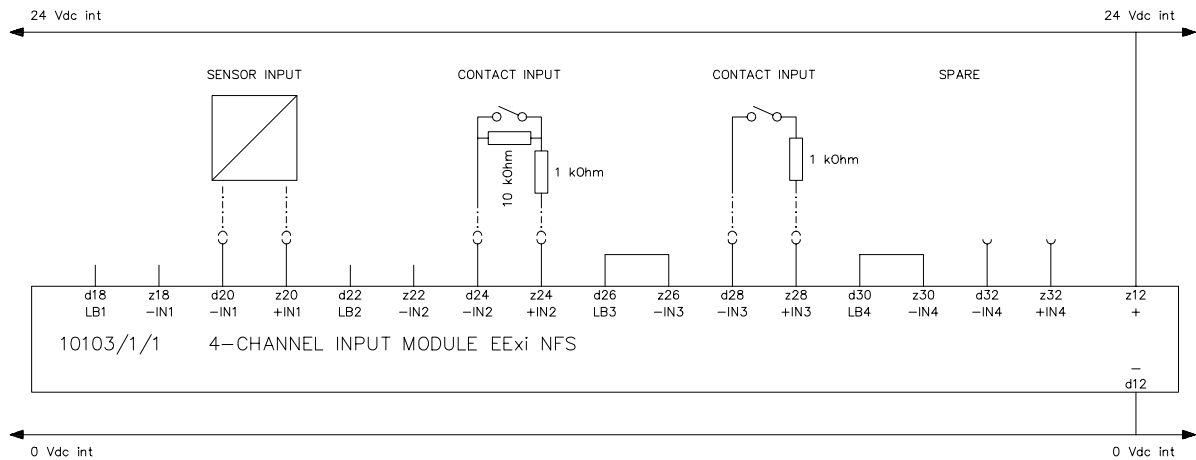 24 Vdc int
24 Vdc int
SENSOR INPUT
CONTACT INPUT
CONTACT INPUT
SPARE
10 kOhm
1 kOhm
1 kOhm
d18 z18 d20 z20 d22 z22 d24 z24 d26 z26 d28 z28 d30 z30 d32 z32 z12
LB1 −IN1 −IN1 +IN1 LB2 −IN2 −IN2 +IN2 LB3 −IN3 −IN3 +IN3 LB4 −IN4 −IN4 +IN4 +
10103/1/1 4−CHANNEL INPUT MODULE EExi NFS
−
d12
0 Vdc int
0 Vdc int